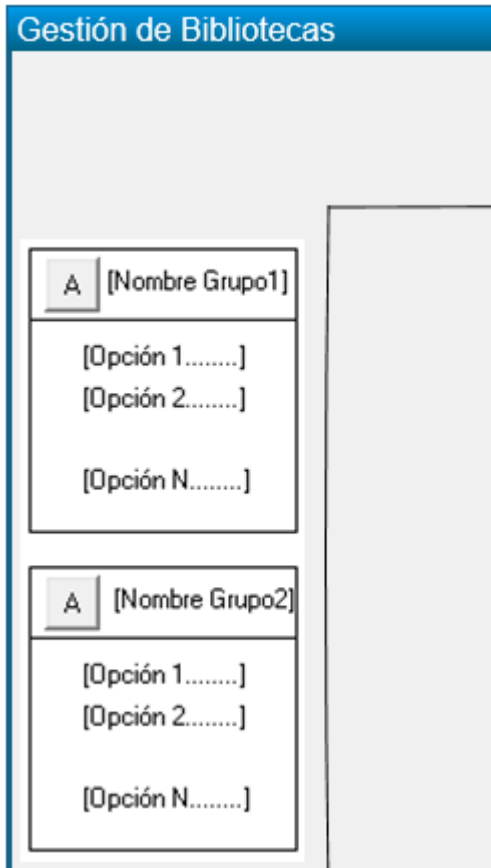 Gestión de Bibliotecas
A [Nombre Grupo1]
[Opción 1........]
[Opción 2........]
[Opción N........]
A [Nombre Grupo2]
[Opción 1........]
[Opción 2........]
[Opción N........]